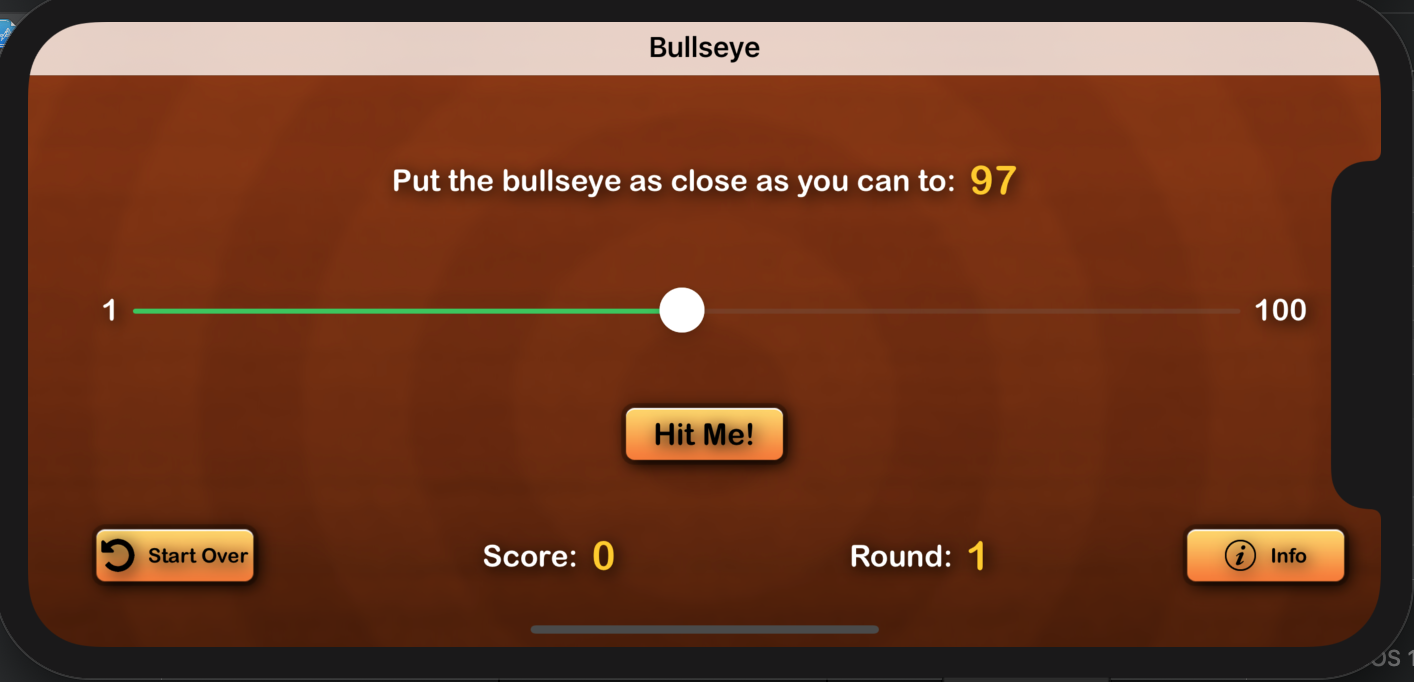 Bullseye
Put the bullseye as close as you can to: 97
1 100
Hit Me!
Start Over Score: 0 Round: 1 Info